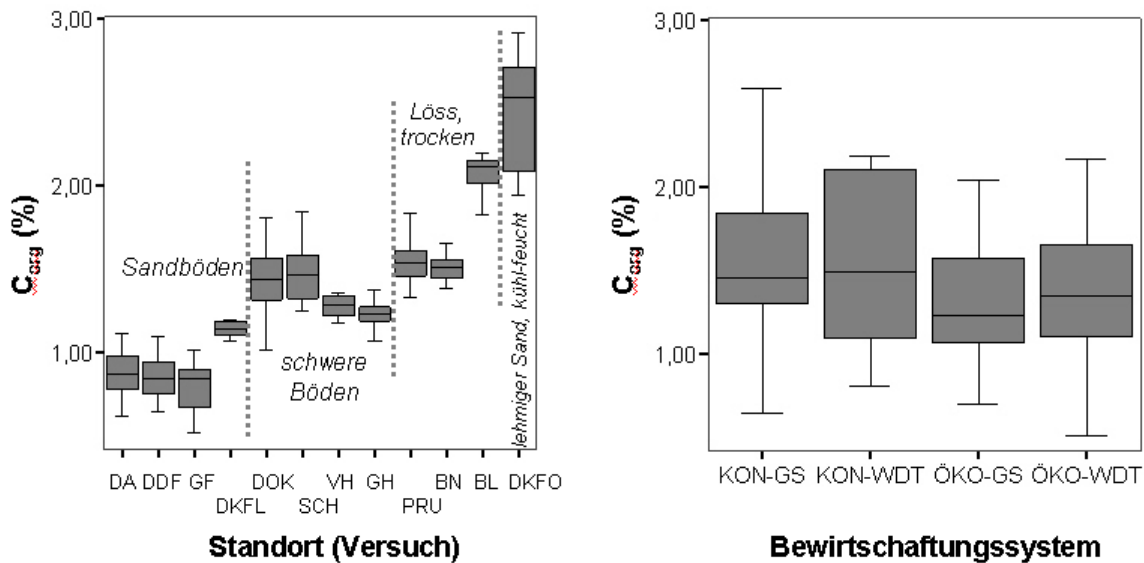 3,00
2,00
1,00
Corg (%)
Sandböden
schwere
Böden
Löss,
trocken
lehmiger Sand, kühl-feucht
DA DDF GF DOK VH GH BN BL DKFO
DKFL SCH PRU
Standort (Versuch)
3,00
2,00
1,00
Corg (%)
KON-GS KON-WDT ÖKO-GS ÖKO-WDT
Bewirtschaftungssystem